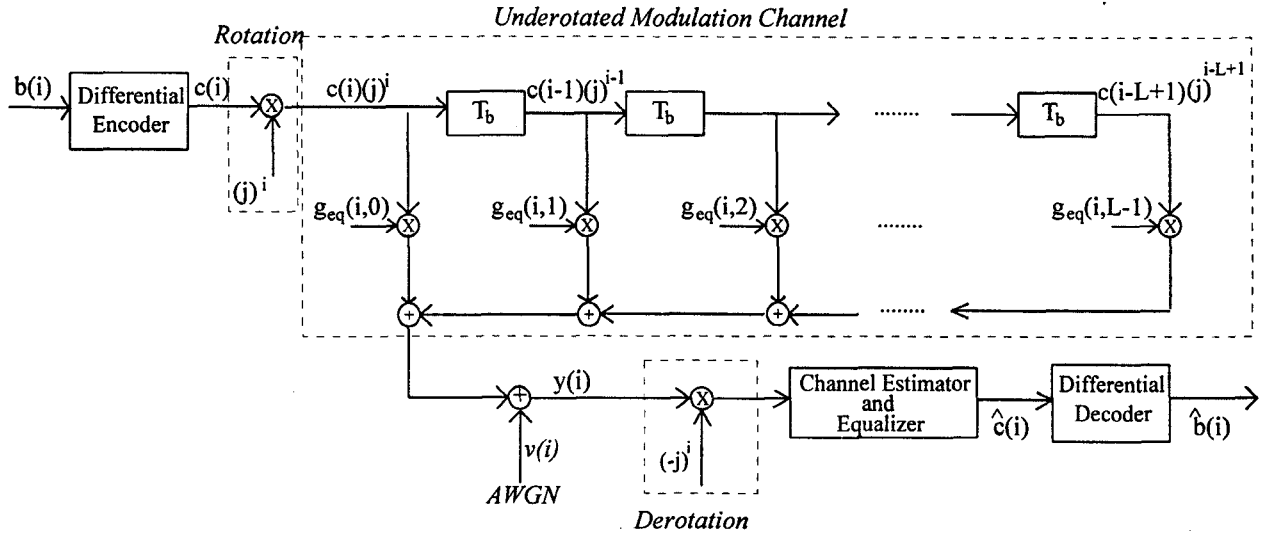 Underotated Modulation Channel
Rotation
b(i)
Differential
Encoder
c(i)
X
(j)^i
c(i)(j)^i
T_b
c(i-1)(j)^{i-1}
T_b
........
T_b
c(i-L+1)(j)^{i-L+1}
g_eq(i,0)
X
g_eq(i,1)
X
g_eq(i,2)
X
........
g_eq(i,L-1)
X
+
+
+
........
+
y(i)
v(i)
AWGN
X
(-j)^i
Derotation
Channel Estimator
and
Equalizer
ĉ(i)
Differential
Decoder
b̂(i)